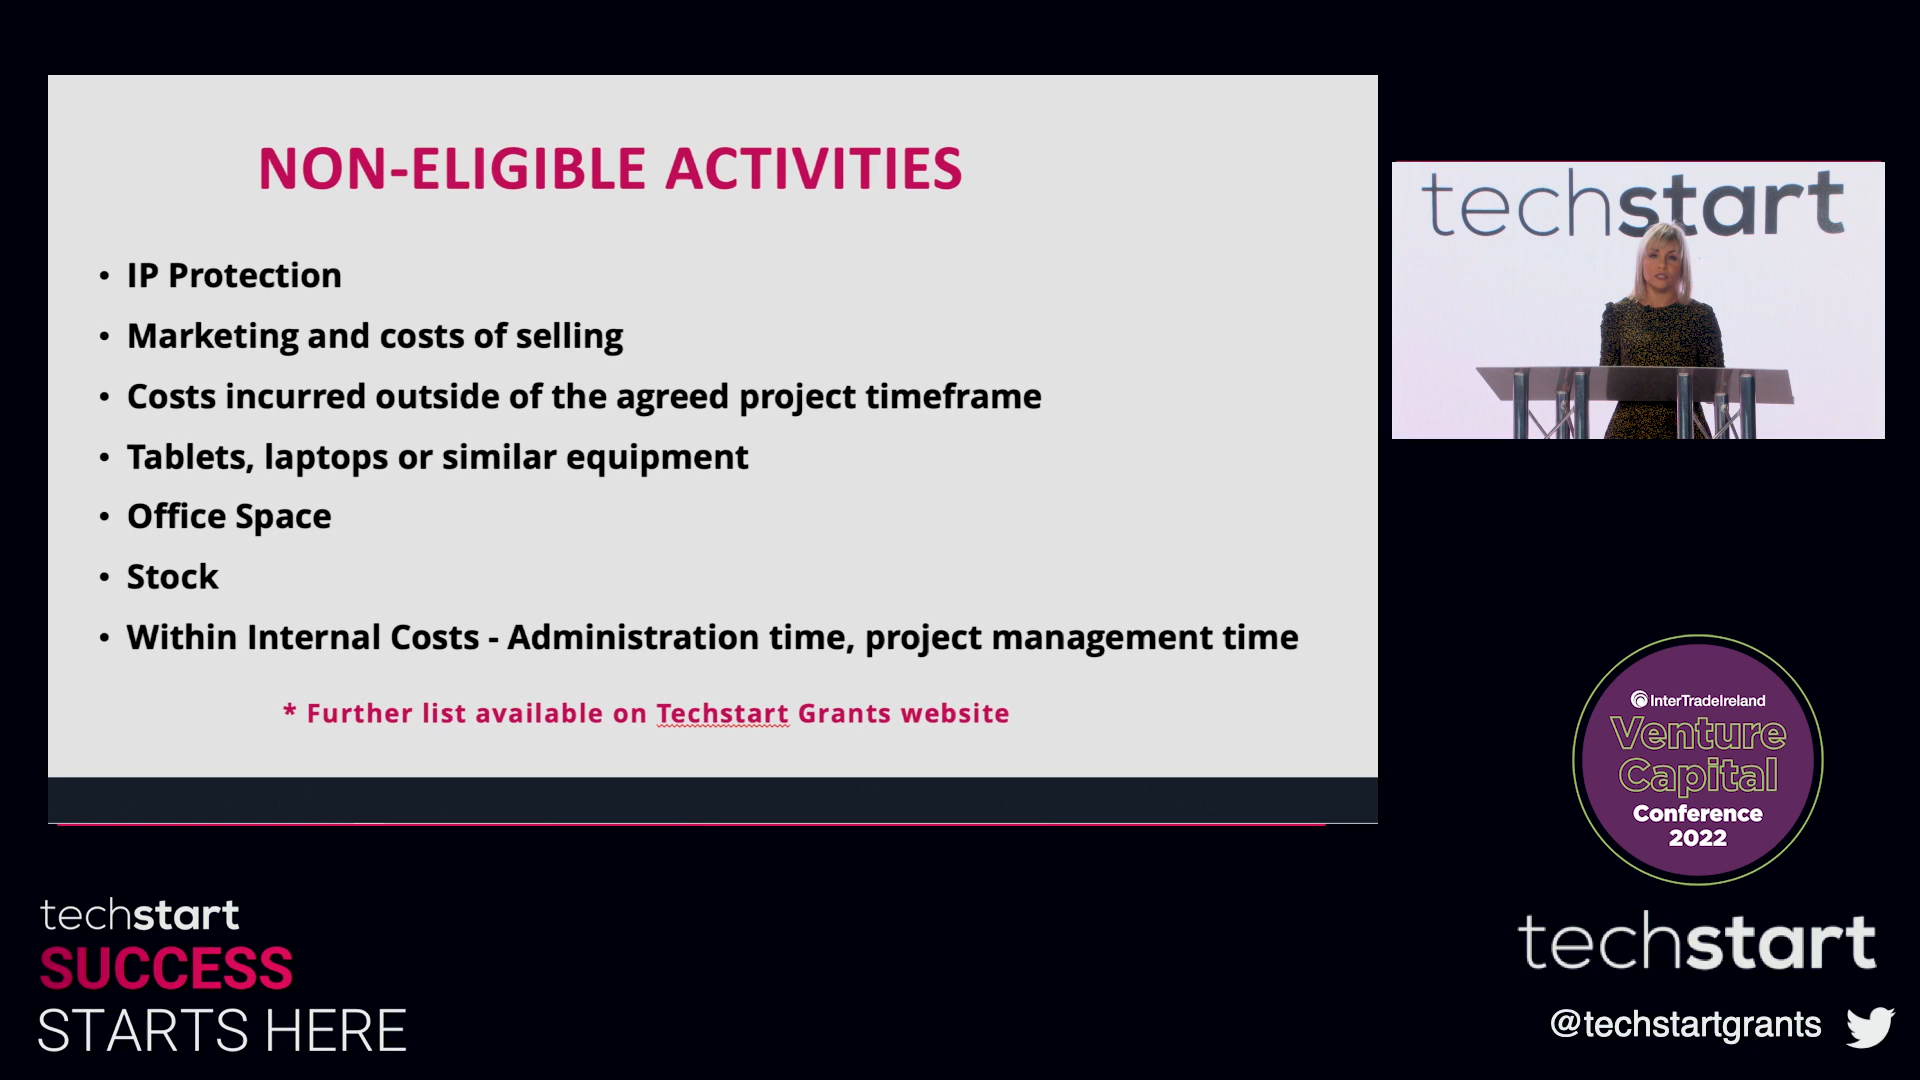 NON-ELIGIBLE ACTIVITIES
• IP Protection
• Marketing and costs of selling
• Costs incurred outside of the agreed project timeframe
• Tablets, laptops or similar equipment
• Office Space
• Stock
• Within Internal Costs - Administration time, project management time
* Further list available on Techstart Grants website
techstart
InterTradeIreland
Venture
Capital
Conference
2022
techstart
SUCCESS
STARTS HERE
techstart
@techstartgrants